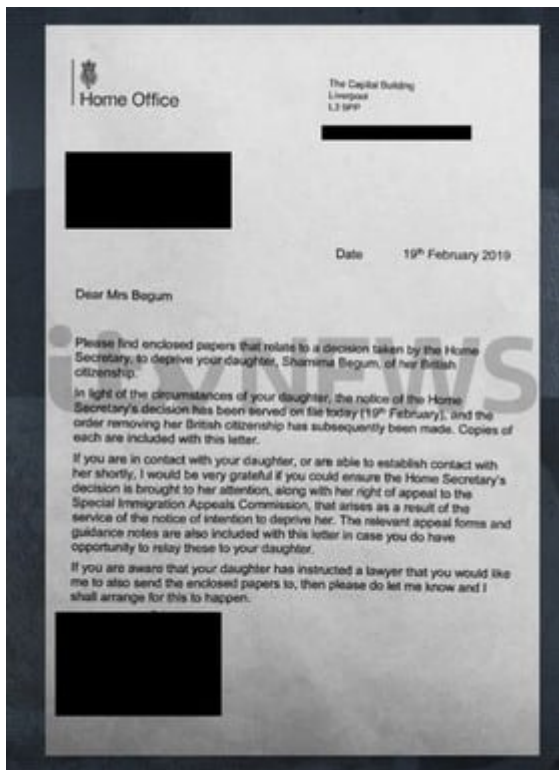 Home Office
The Capital Building
Liverpool
L3 9PP
Date 19th February 2019
Dear Mrs Begum
Please find enclosed papers that relate to a decision taken by the Home
Secretary, to deprive your daughter, Shamima Begum, of her British
citizenship.
In light of the circumstances of your daughter, the notice of the Home
Secretary's decision has been served on file today (19th February), and the
order removing her British citizenship has subsequently been made. Copies of
each are included with this letter.
If you are in contact with your daughter, or are able to establish contact with
her shortly, I would be very grateful if you could ensure the Home Secretary's
decision is brought to her attention, along with her right of appeal to the
Special Immigration Appeals Commission, that arises as a result of the
service of the notice of intention to deprive her. The relevant appeal forms and
guidance notes are also included with this letter in case you do have
opportunity to relay these to your daughter.
If you are aware that your daughter has instructed a lawyer that you would like
me to also send the enclosed papers to, then please do let me know and I
shall arrange for this to happen.
itv NEWS